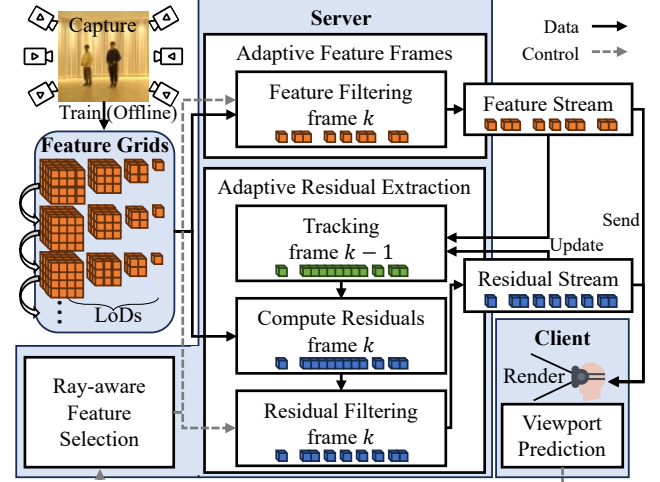 Capture
Train (Offline)
Feature Grids
LoDs
Server
Adaptive Feature Frames
Feature Filtering
frame k
Feature Stream
Data
Control
Adaptive Residual Extraction
Tracking
frame k − 1
Compute Residuals
frame k
Residual Filtering
frame k
Send
Update
Residual Stream
Ray-aware
Feature
Selection
Client
Render
Viewport
Prediction